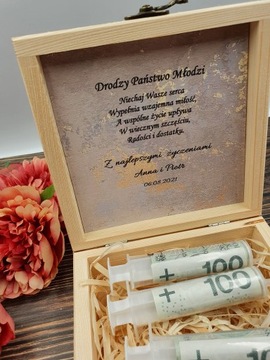 Drodzy Państwo Młodzi
Niechaj Wasze serca
Wypełnia wzajemna miłość,
A wspólne życie upływa
W wiecznym szczęściu,
Radości i dostatku.
Z najlepszymi życzeniami
Anna i Piotr
06.08.2021
+ 100
+ 100
+